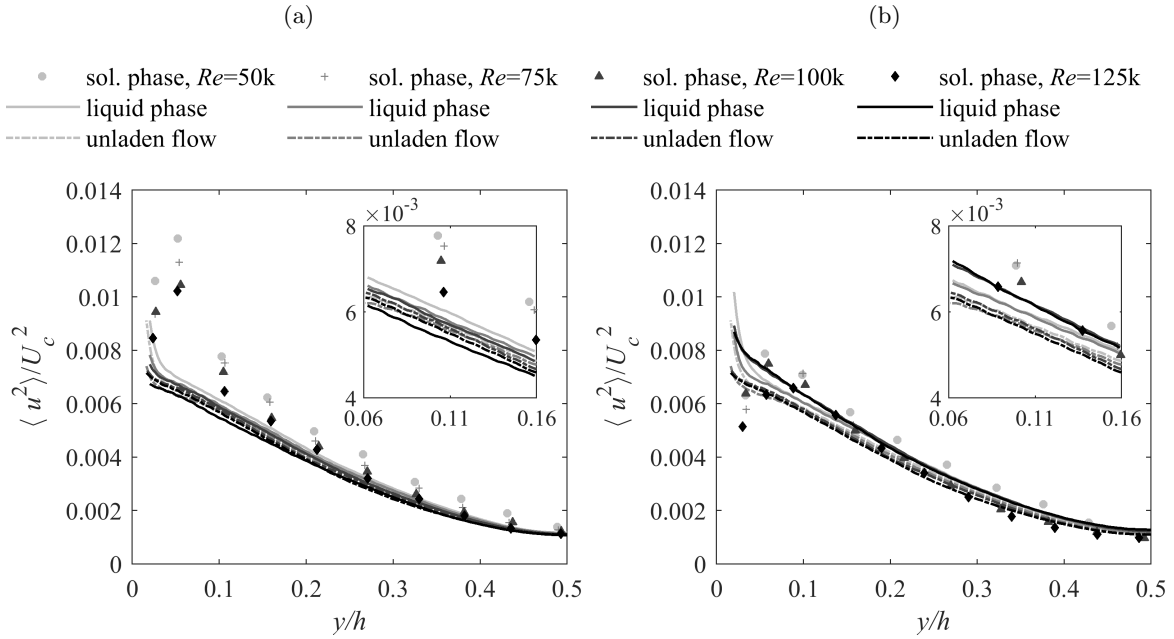 (a) (b)
sol. phase, Re=50k sol. phase, Re=75k sol. phase, Re=100k sol. phase, Re=125k
liquid phase liquid phase liquid phase liquid phase
unladen flow unladen flow unladen flow unladen flow
0.014
0.012
0.01
0.008
0.006
0.004
0.002
0
⟨ u²⟩/U_c²
0 0.1 0.2 0.3 0.4 0.5
y/h
×10⁻³
8
6
4
0.06 0.11 0.16
0.014
0.012
0.01
0.008
0.006
0.004
0.002
0
⟨ u²⟩/U_c²
0 0.1 0.2 0.3 0.4 0.5
y/h
×10⁻³
8
6
4
0.06 0.11 0.16